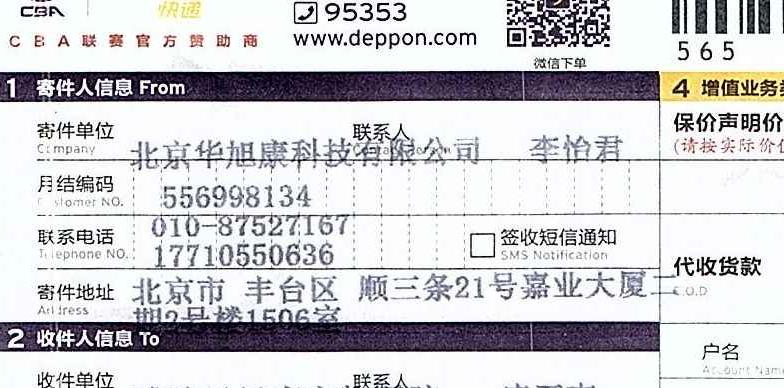 CBA 快递 95353
CBA联赛官方赞助商 www.deppon.com
微信下单
565
1 寄件人信息 From
4 增值业务
寄件单位 联系人
Company
北京华旭康科技有限公司 李怡君
保价声明价
(请按实际价值
月结编码 556998134
Customer NO.
010-87527167
联系电话 17710550636
Telephone NO.
签收短信通知
SMS Notification
代收货款
C.O.D
寄件地址 北京市 丰台区 顺三条21号嘉业大厦二
Address
期2号楼1506室
2 收件人信息 To
户名
Account Name
收件单位 联系人